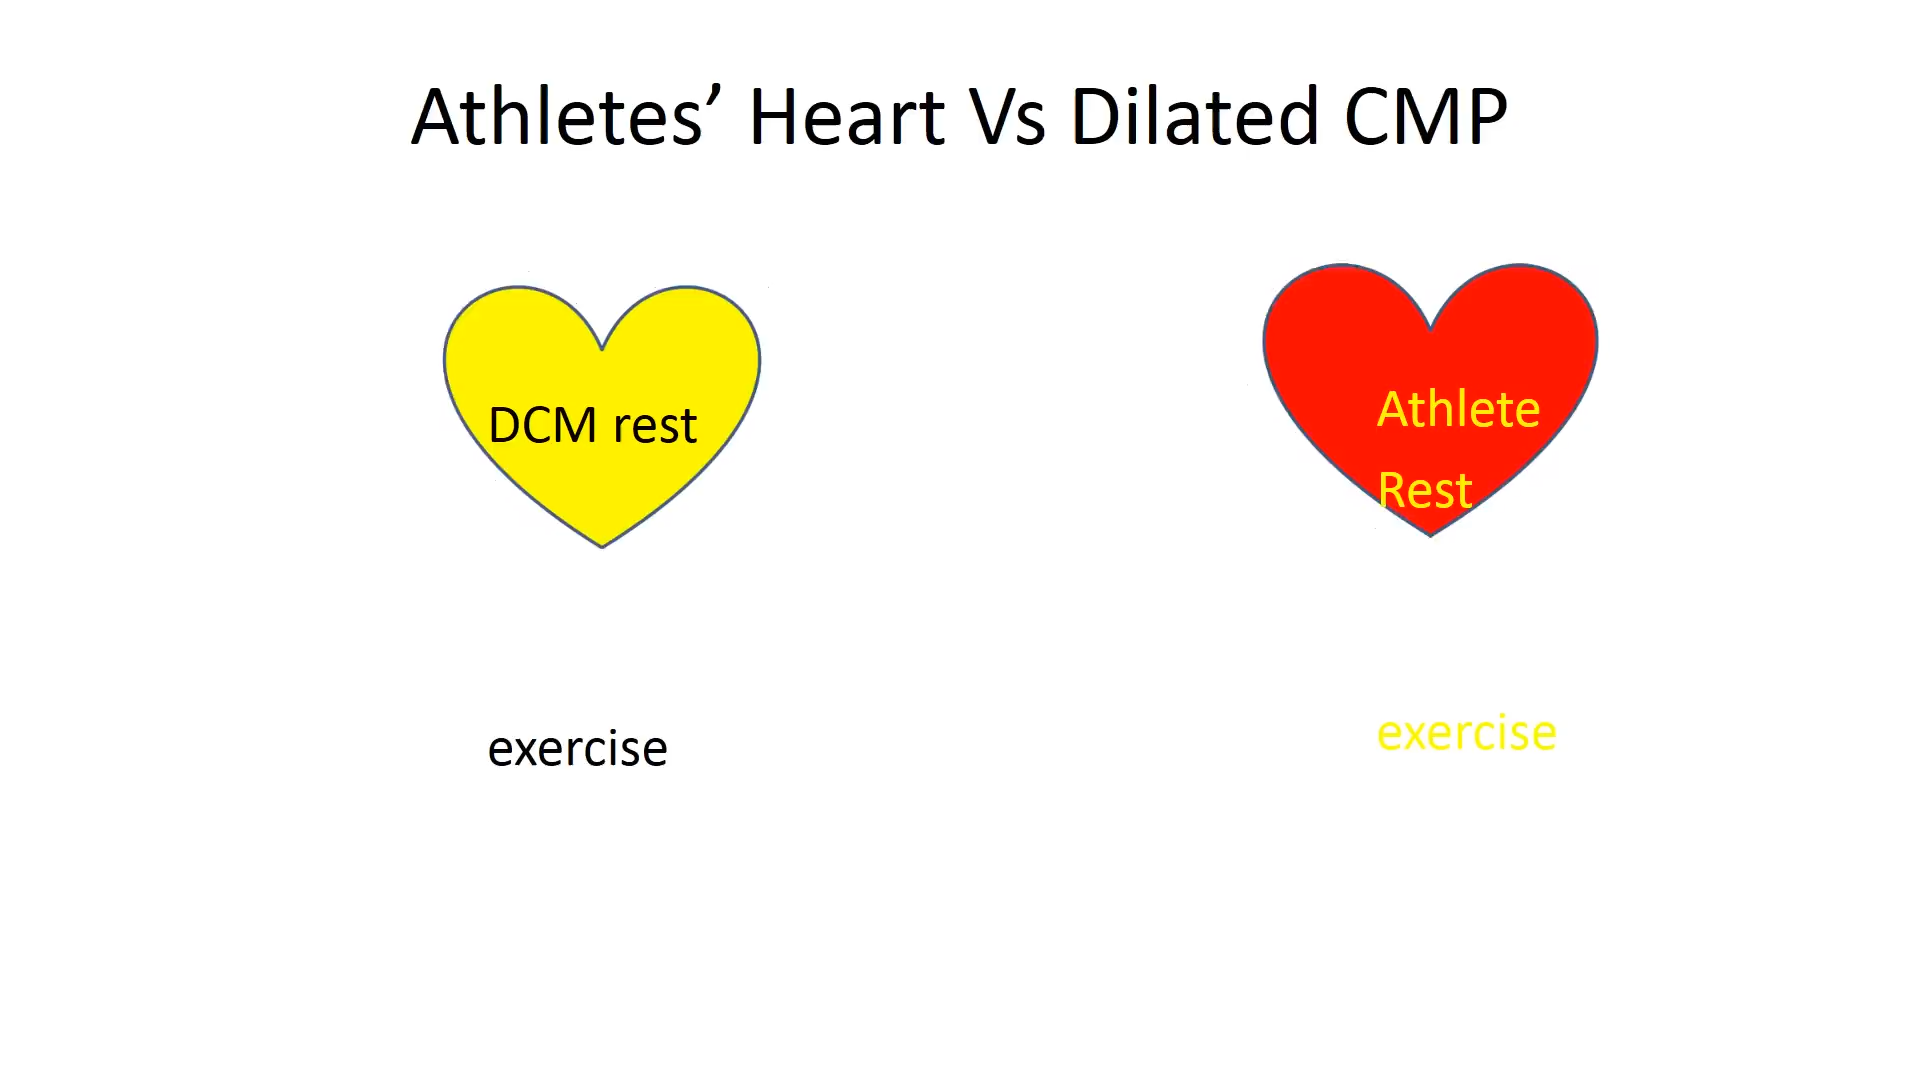 Athletes’ Heart Vs Dilated CMP
DCM rest
exercise
Athlete
Rest
exercise